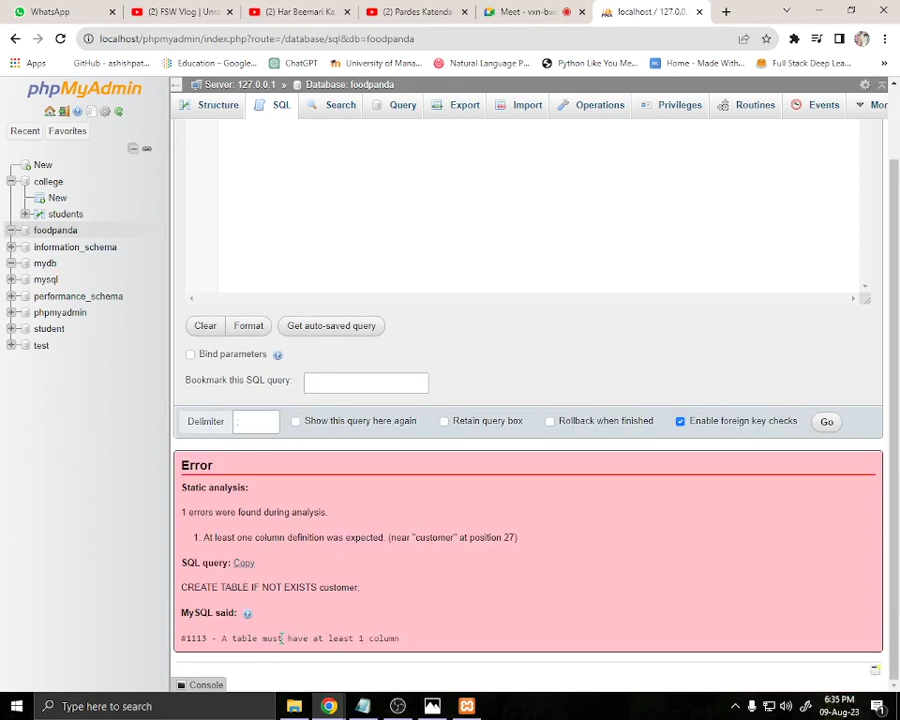 WhatsApp
(2) FSW Vlog | Unra
(2) Har Beemari Ka
(2) Pardes Katenda
Meet - vxn-bw
localhost / 127.0.0.
localhost/phpmyadmin/index.php?route=/database/sql&db=foodpanda
Apps
GitHub - ashishpat...
Education – Mana...
ChatGPT
University of Mana...
Natural Language P...
Python Like You Me...
Home - Made With...
Full Stack Deep Lea...
phpMyAdmin
Recent
Favorites
New
college
New
students
foodpanda
information_schema
mydb
mysql
performance_schema
phpmyadmin
student
test
Server: 127.0.0.1 » Database: foodpanda
Structure
SQL
Search
Query
Export
Import
Operations
Privileges
Routines
Events
Mor
Clear
Format
Get auto-saved query
Bind parameters
Bookmark this SQL query:
Delimiter ;
Show this query here again
Retain query box
Rollback when finished
Enable foreign key checks
Go
Error
Static analysis:
1 errors were found during analysis.
1. At least one column definition was expected. (near "customer" at position 27)
SQL query: Copy
CREATE TABLE IF NOT EXISTS customer;
MySQL said:
#1113 - A table must have at least 1 column
Console
Type here to search
6:35 PM
09-Aug-23
1